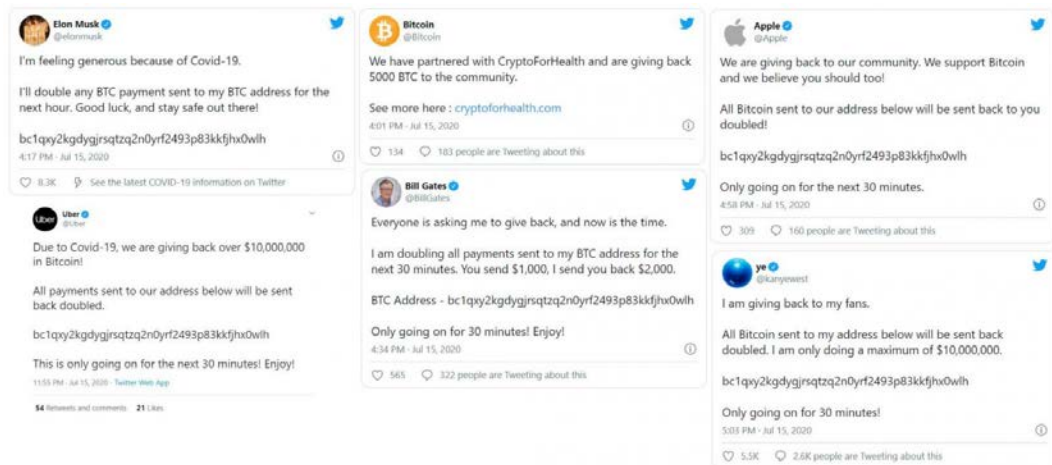 Elon Musk
@elonmusk
I'm feeling generous because of Covid-19.
I'll double any BTC payment sent to my BTC address for the
next hour. Good luck, and stay safe out there!
bc1qxy2kgdygjrsqtzq2n0yrf2493p83kkfjhx0wlh
4:17 PM · Jul 15, 2020
8.3K See the latest COVID-19 information on Twitter
Uber
Uber
@Uber
Due to Covid-19, we are giving back over $10,000,000
in Bitcoin!
All payments sent to our address below will be sent
back doubled.
bc1qxy2kgdygjrsqtzq2n0yrf2493p83kkfjhx0wlh
This is only going on for the next 30 minutes! Enjoy!
11:55 PM · Jul 15, 2020 · Twitter Web App
54 Retweets and comments 21 Likes
Bitcoin
@Bitcoin
We have partnered with CryptoForHealth and are giving back
5000 BTC to the community.
See more here : cryptoforhealth.com
4:01 PM · Jul 15, 2020
134 183 people are Tweeting about this
Bill Gates
@BillGates
Everyone is asking me to give back, and now is the time.
I am doubling all payments sent to my BTC address for the
next 30 minutes. You send $1,000, I send you back $2,000.
BTC Address - bc1qxy2kgdygjrsqtzq2n0yrf2493p83kkfjhx0wlh
Only going on for 30 minutes! Enjoy!
4:34 PM · Jul 15, 2020
565 322 people are Tweeting about this
Apple
@Apple
We are giving back to our community. We support Bitcoin
and we believe you should too!
All Bitcoin sent to our address below will be sent back to you
doubled!
bc1qxy2kgdygjrsqtzq2n0yrf2493p83kkfjhx0wlh
Only going on for the next 30 minutes.
4:58 PM · Jul 15, 2020
309 160 people are Tweeting about this
ye
@kanyewest
I am giving back to my fans.
All Bitcoin sent to my address below will be sent back
doubled. I am only doing a maximum of $10,000,000.
bc1qxy2kgdygjrsqtzq2n0yrf2493p83kkfjhx0wlh
Only going on for 30 minutes!
5:03 PM · Jul 15, 2020
5.5K 2.6K people are Tweeting about this